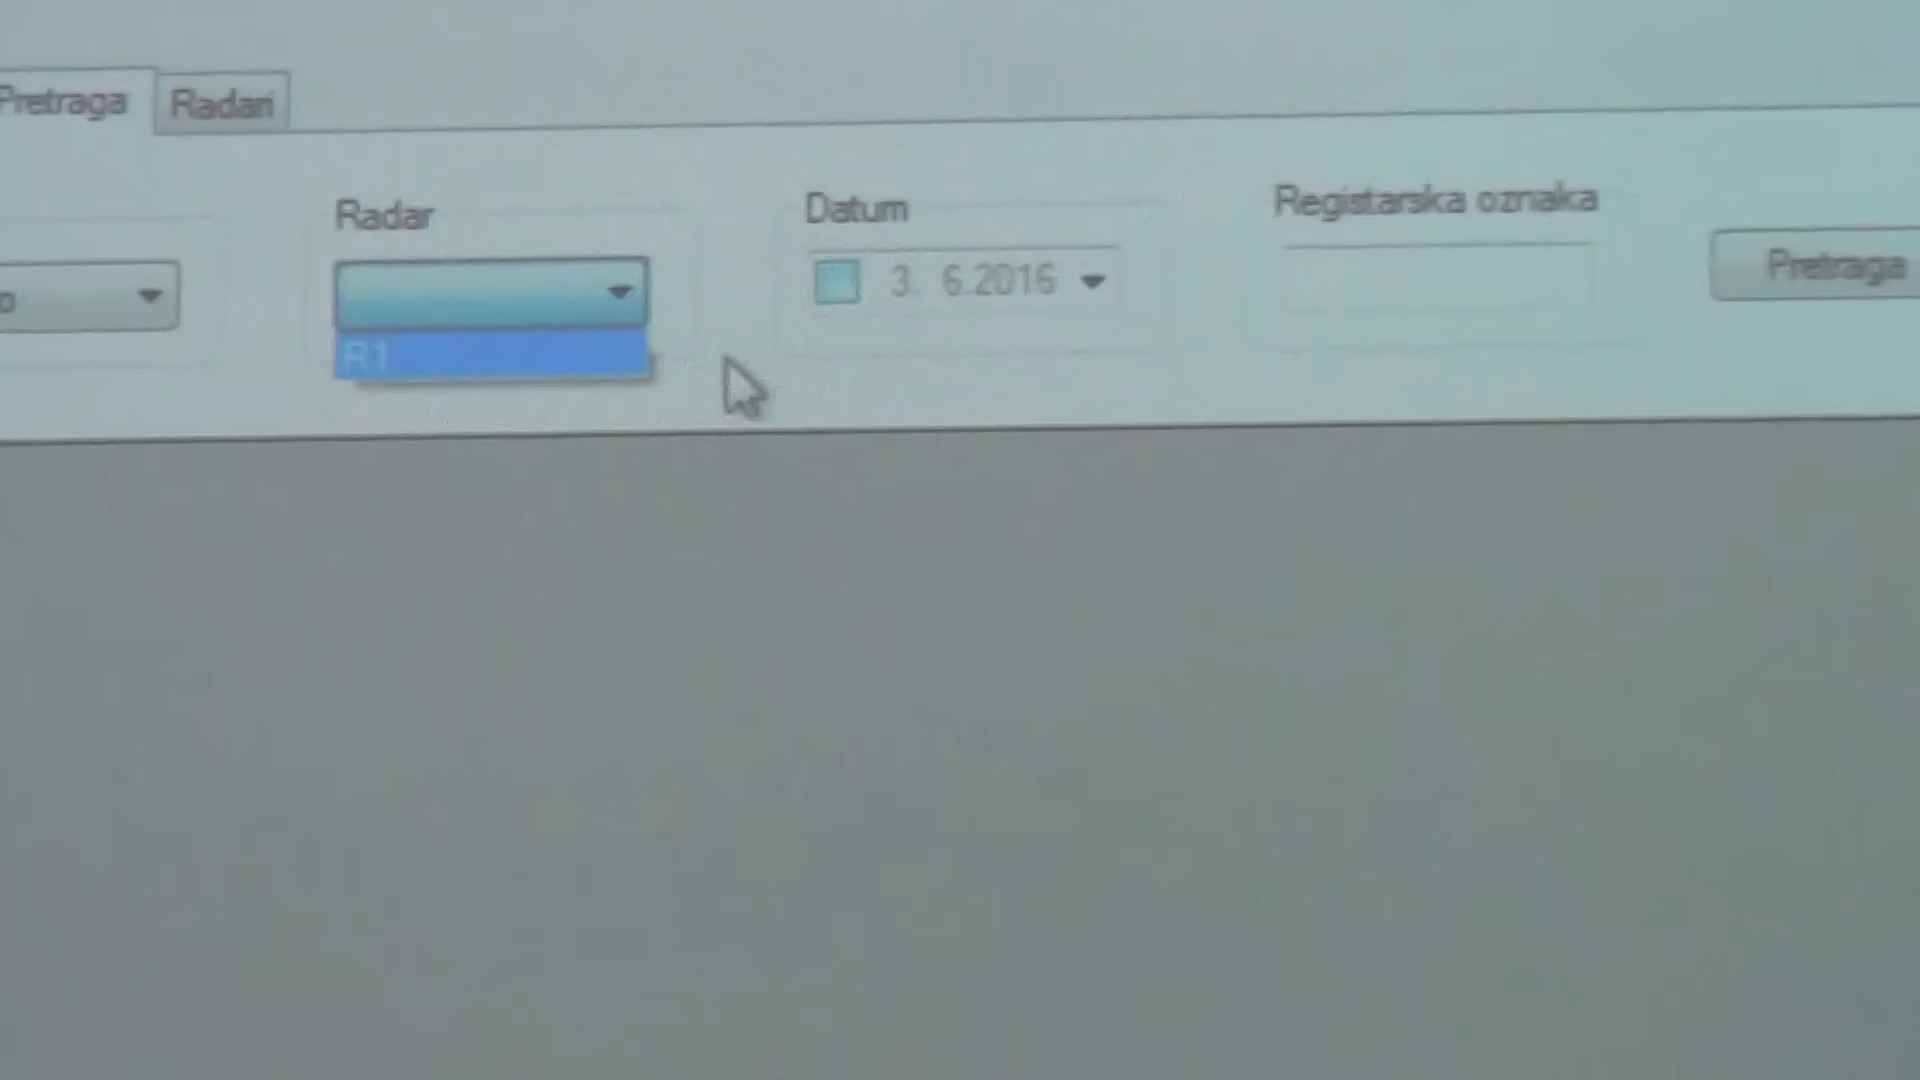 Pretraga Radari
Radar
Datum
Registarska oznaka
3. 6.2016
Pretraga
R1